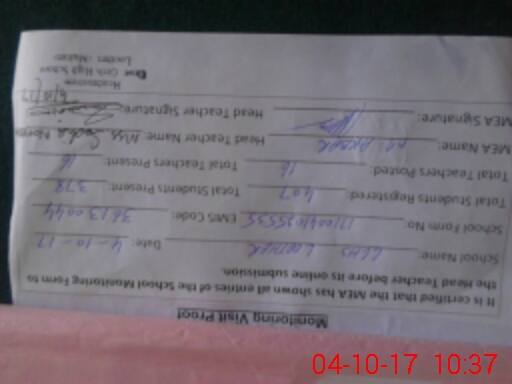 Monitoring Visit Proof
It is certified that the MEA has shown all entries of the School Monitoring Form to
the Head Teacher before its online submission.
School Name: GGHS Date: 4-10-17
School Form No: EMIS Code: 36130044
Total Students Registered: 407 Total Students Present: 378
Total Teachers Posted: 16 Total Teachers Present: 16
MEA Name: Head Teacher Name: Miss
MEA Signature: Head Teacher Signature:
Headmistress
Govt Girls High School
04-10-17 10:37